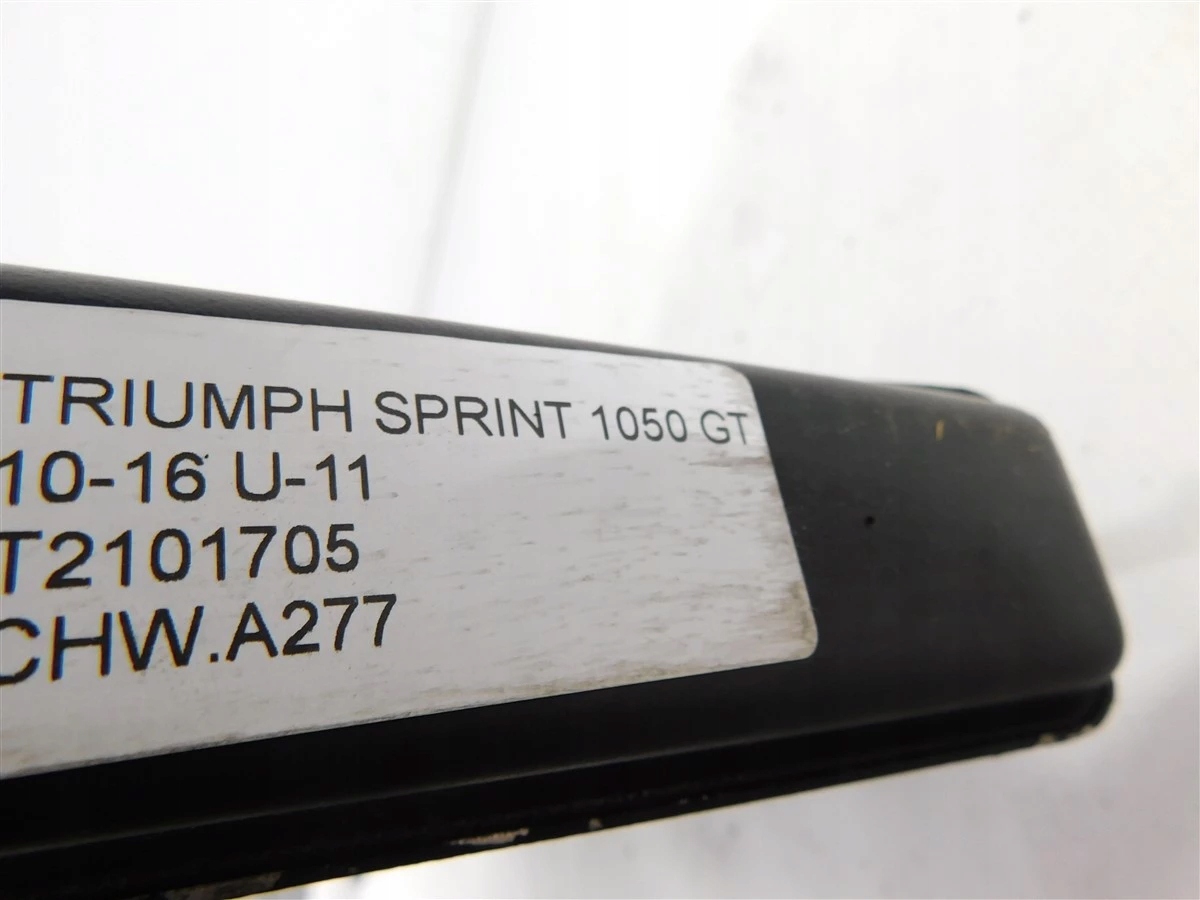 TRIUMPH SPRINT 1050 GT
10-16 U-11
T2101705
CHW.A277